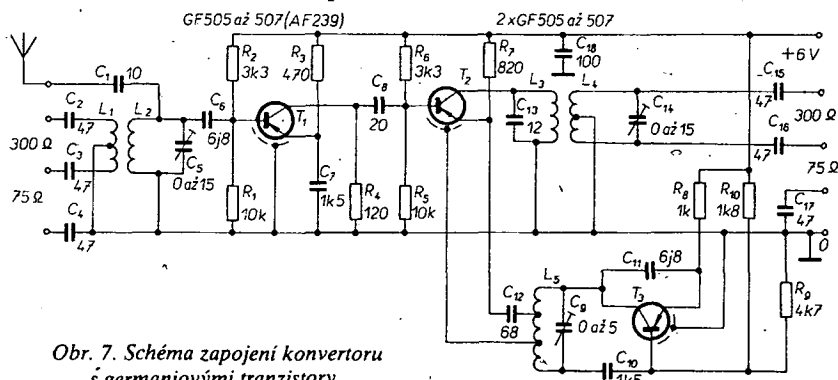 GF505 až 507 (AF239)
2xGF505 až 507
C1 10
C2 47
300 Ω
C3 47
75 Ω
C4 47
L1
L2
C5 0 až 15
C6 6j8
R2 3k3
R1 10k
R3 470
T1
C7 1k5
R4 120
C8 20
R6 3k3
R5 10k
T2
R7 820
C18 100
L3
C13 12
L4
C14 0 až 15
C15 47
+6V
300 Ω
C16 47
75 Ω
C17 47
0
R8 1k
R10 1k8
R9 4k7
C12 68
L5
C9 0 až 5
C11 6j8
T3
C10 1k5
Obr. 7. Schéma zapojení konvertoru
s germaniovými tranzistory